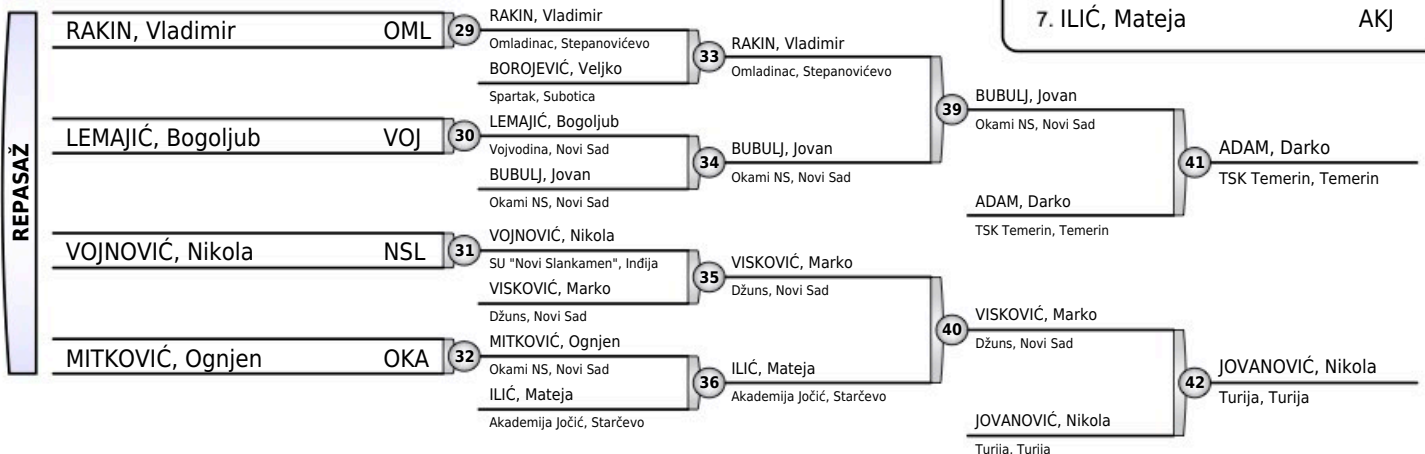 7. ILIĆ, Mateja AKJ
REPASAŽ
RAKIN, Vladimir OML
29
RAKIN, Vladimir
Omladinac, Stepanovićevo
BOROJEVIĆ, Veljko
Spartak, Subotica
33
RAKIN, Vladimir
Omladinac, Stepanovićevo
LEMAJIĆ, Bogoljub VOJ
30
LEMAJIĆ, Bogoljub
Vojvodina, Novi Sad
BUBULJ, Jovan
Okami NS, Novi Sad
34
BUBULJ, Jovan
Okami NS, Novi Sad
39
BUBULJ, Jovan
Okami NS, Novi Sad
ADAM, Darko
TSK Temerin, Temerin
41
ADAM, Darko
TSK Temerin, Temerin
VOJNOVIĆ, Nikola NSL
31
VOJNOVIĆ, Nikola
SU "Novi Slankamen", Inđija
VISKOVIĆ, Marko
Džuns, Novi Sad
35
VISKOVIĆ, Marko
Džuns, Novi Sad
MITKOVIĆ, Ognjen OKA
32
MITKOVIĆ, Ognjen
Okami NS, Novi Sad
ILIĆ, Mateja
Akademija Jočić, Starčevo
36
ILIĆ, Mateja
Akademija Jočić, Starčevo
40
VISKOVIĆ, Marko
Džuns, Novi Sad
JOVANOVIĆ, Nikola
Turija, Turija
42
JOVANOVIĆ, Nikola
Turija, Turija